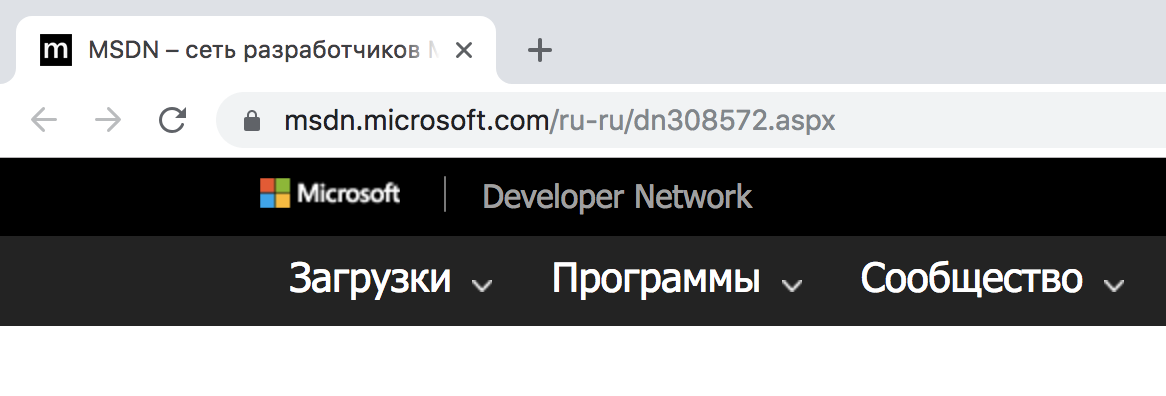 m MSDN – сеть разработчиков
msdn.microsoft.com/ru-ru/dn308572.aspx
Microsoft Developer Network
Загрузки Программы Сообщество